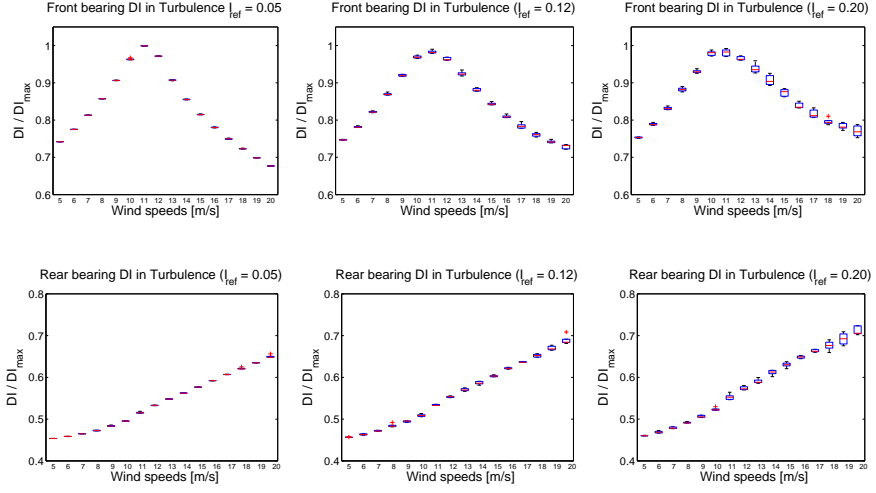 Front bearing DI in Turbulence I_ref = 0.05
Front bearing DI in Turbulence (I_ref = 0.12)
Front bearing DI in Turbulence (I_ref = 0.20)
DI / DI_max
1
0.9
0.8
0.7
0.6
5 6 7 8 9 10 11 12 13 14 15 16 17 18 19 20
Wind speeds [m/s]
DI / DI_max
1
0.9
0.8
0.7
0.6
5 6 7 8 9 10 11 12 13 14 15 16 17 18 19 20
Wind speeds [m/s]
DI / DI_max
1
0.9
0.8
0.7
0.6
5 6 7 8 9 10 11 12 13 14 15 16 17 18 19 20
Wind speeds [m/s]
Rear bearing DI in Turbulence (I_ref = 0.05)
Rear bearing DI in Turbulence (I_ref = 0.12)
Rear bearing DI in Turbulence (I_ref = 0.20)
DI / DI_max
0.8
0.7
0.6
0.5
0.4
5 6 7 8 9 10 11 12 13 14 15 16 17 18 19 20
Wind speeds [m/s]
DI / DI_max
0.8
0.7
0.6
0.5
0.4
5 6 7 8 9 10 11 12 13 14 15 16 17 18 19 20
Wind speeds [m/s]
DI / DI_max
0.8
0.7
0.6
0.5
0.4
5 6 7 8 9 10 11 12 13 14 15 16 17 18 19 20
Wind speeds [m/s]